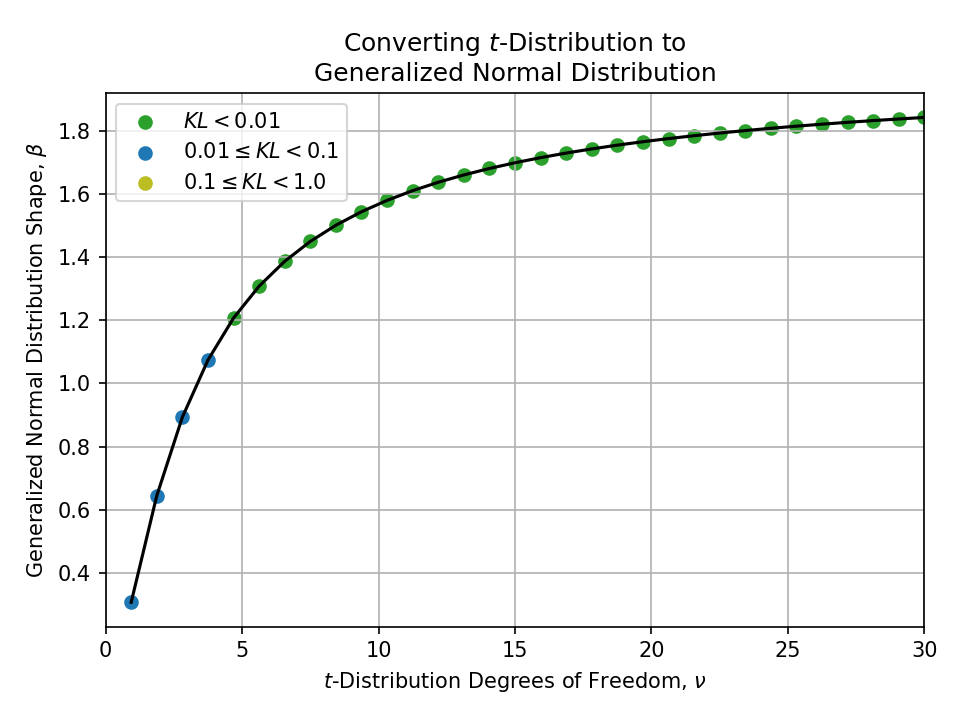 Converting t-Distribution to
Generalized Normal Distribution
KL < 0.01
0.01 ≤ KL < 0.1
0.1 ≤ KL < 1.0
Generalized Normal Distribution Shape, β
1.8
1.6
1.4
1.2
1.0
0.8
0.6
0.4
0 5 10 15 20 25 30
t-Distribution Degrees of Freedom, ν